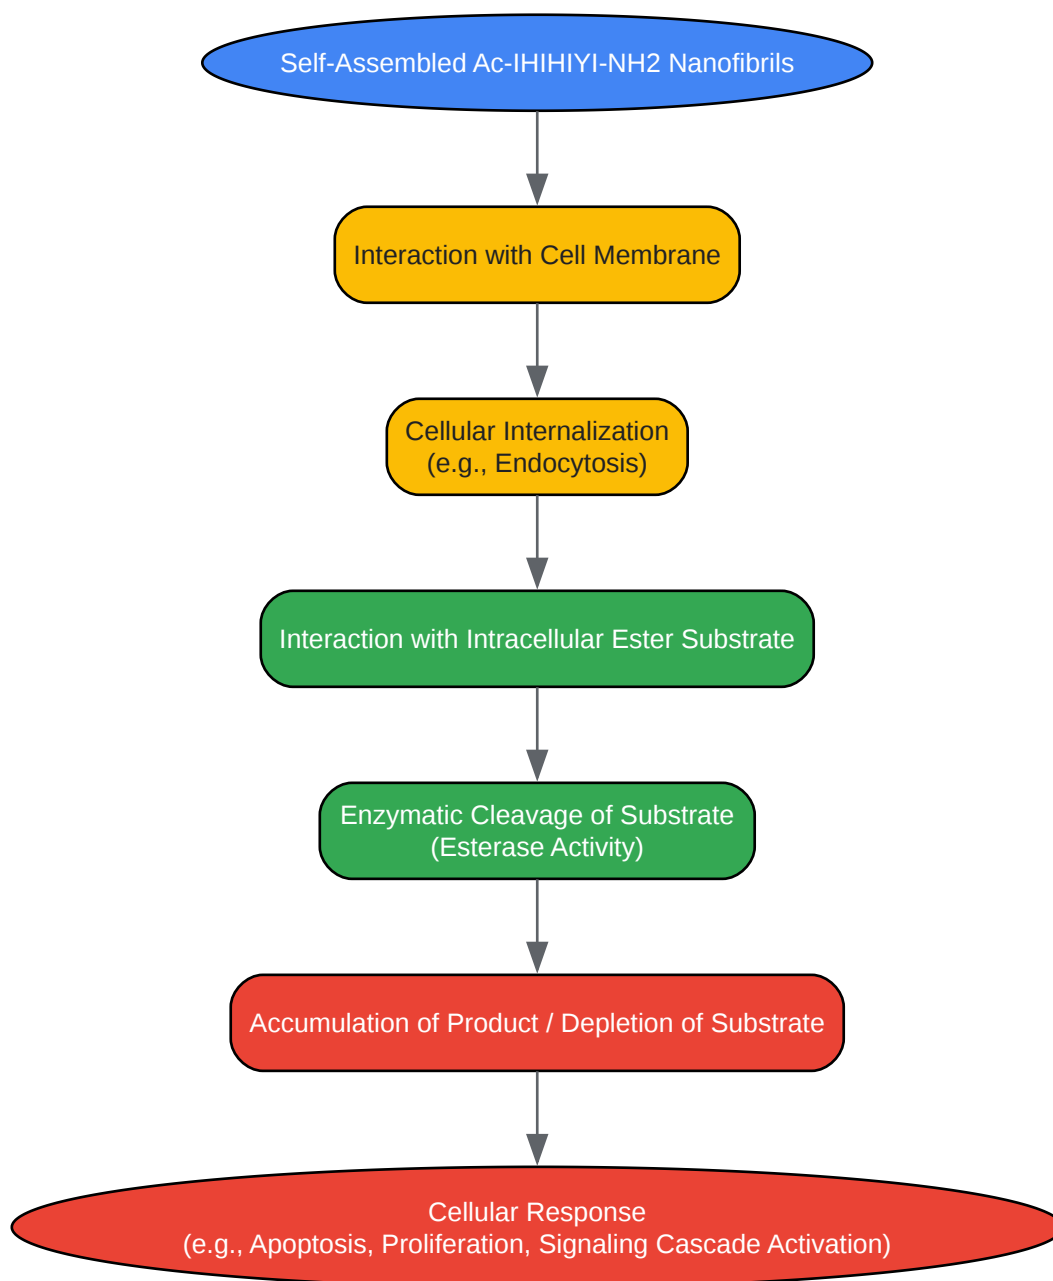 Self-Assembled Ac-IHIHIYI-NH2 Nanofibrils
Interaction with Cell Membrane
Cellular Internalization
(e.g., Endocytosis)
Interaction with Intracellular Ester Substrate
Enzymatic Cleavage of Substrate
(Esterase Activity)
Accumulation of Product / Depletion of Substrate
Cellular Response
(e.g., Apoptosis, Proliferation, Signaling Cascade Activation)